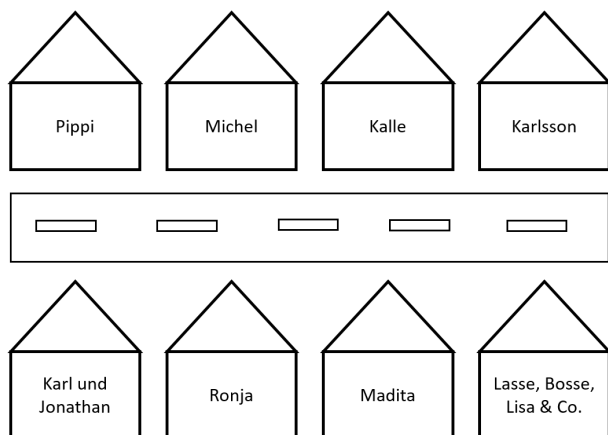 Pippi
Michel
Kalle
Karlsson
Karl und
Jonathan
Ronja
Madita
Lasse, Bosse,
Lisa & Co.